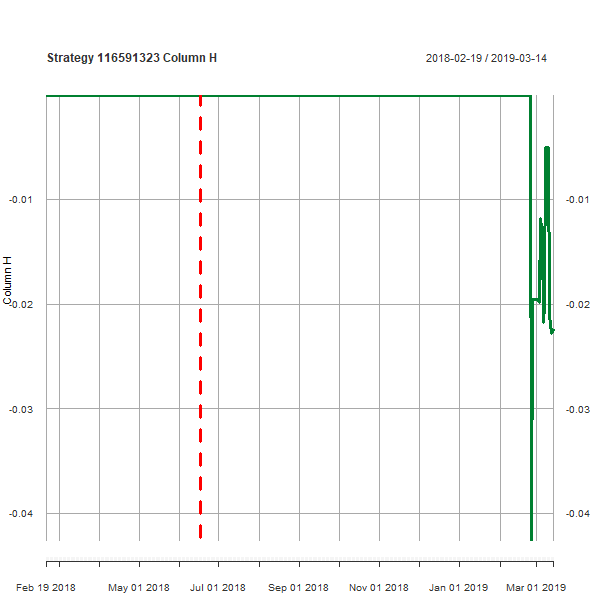 Strategy 116591323 Column H
2018-02-19 / 2019-03-14
Column H
-0.01
-0.01
-0.02
-0.02
-0.03
-0.03
-0.04
-0.04
Feb 19 2018
May 01 2018
Jul 01 2018
Sep 01 2018
Nov 01 2018
Jan 01 2019
Mar 01 2019